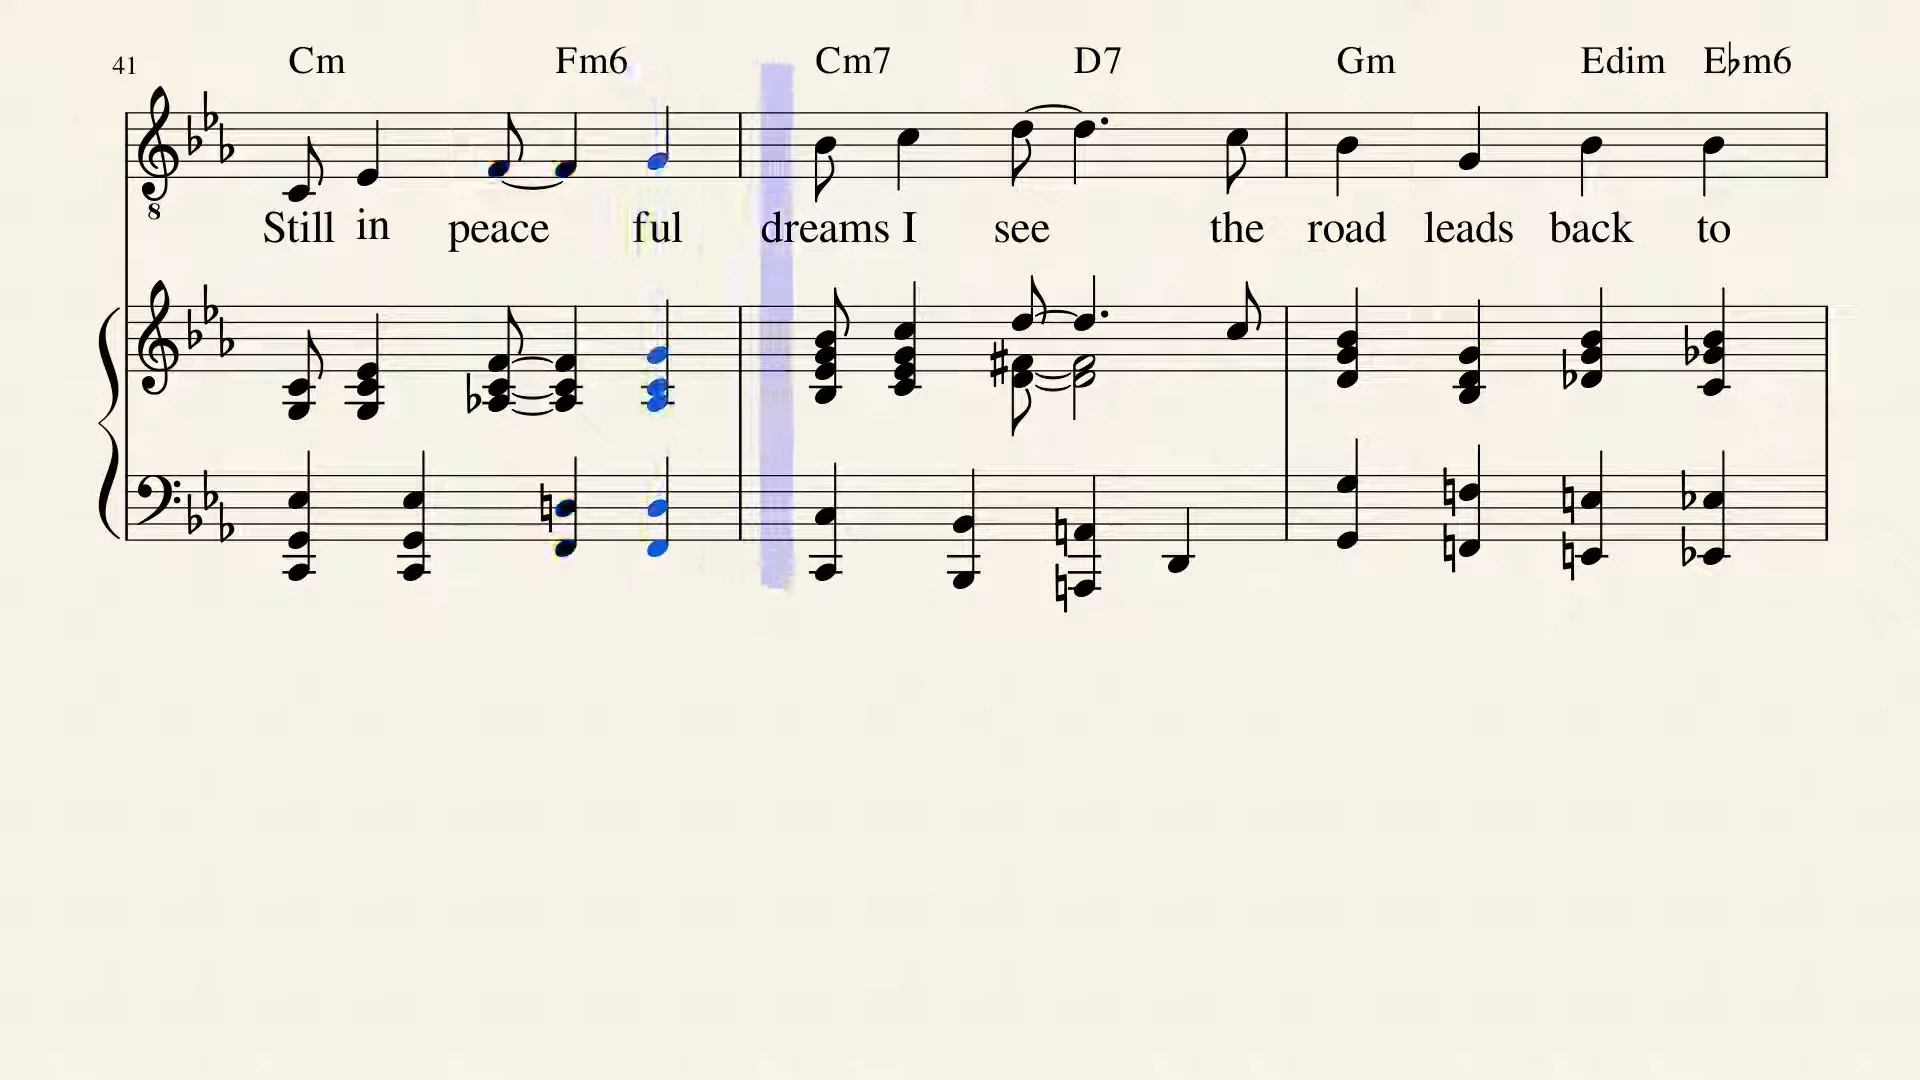 41 Cm Fm6 Cm7 D7 Gm Edim E♭m6
8
Still in peace ful dreams I see the road leads back to